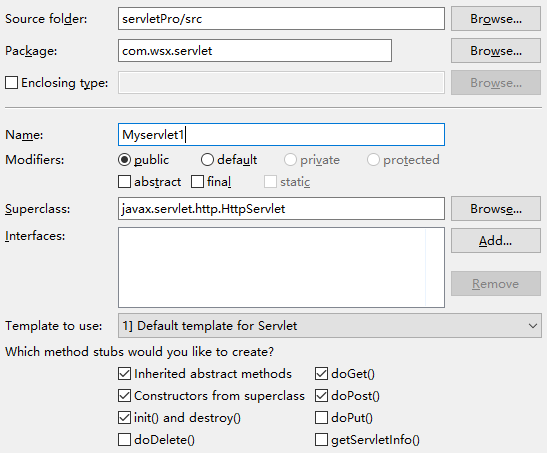 Source folder: servletPro/src Browse...
Package: com.wsx.servlet Browse...
Enclosing type: Browse...
Name: Myservlet1
Modifiers: public default private protected
abstract final static
Superclass: javax.servlet.http.HttpServlet Browse...
Interfaces: Add...
Remove
Template to use: 1] Default template for Servlet
Which method stubs would you like to create?
Inherited abstract methods doGet()
Constructors from superclass doPost()
init() and destroy() doPut()
doDelete() getServletInfo()